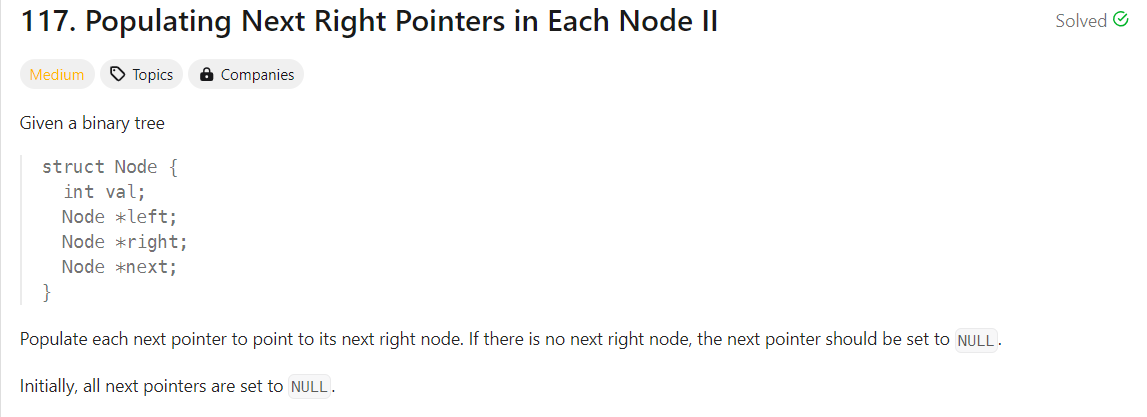 117. Populating Next Right Pointers in Each Node II
Solved
Medium Topics Companies
Given a binary tree
struct Node {
int val;
Node *left;
Node *right;
Node *next;
}
Populate each next pointer to point to its next right node. If there is no next right node, the next pointer should be set to NULL.
Initially, all next pointers are set to NULL.